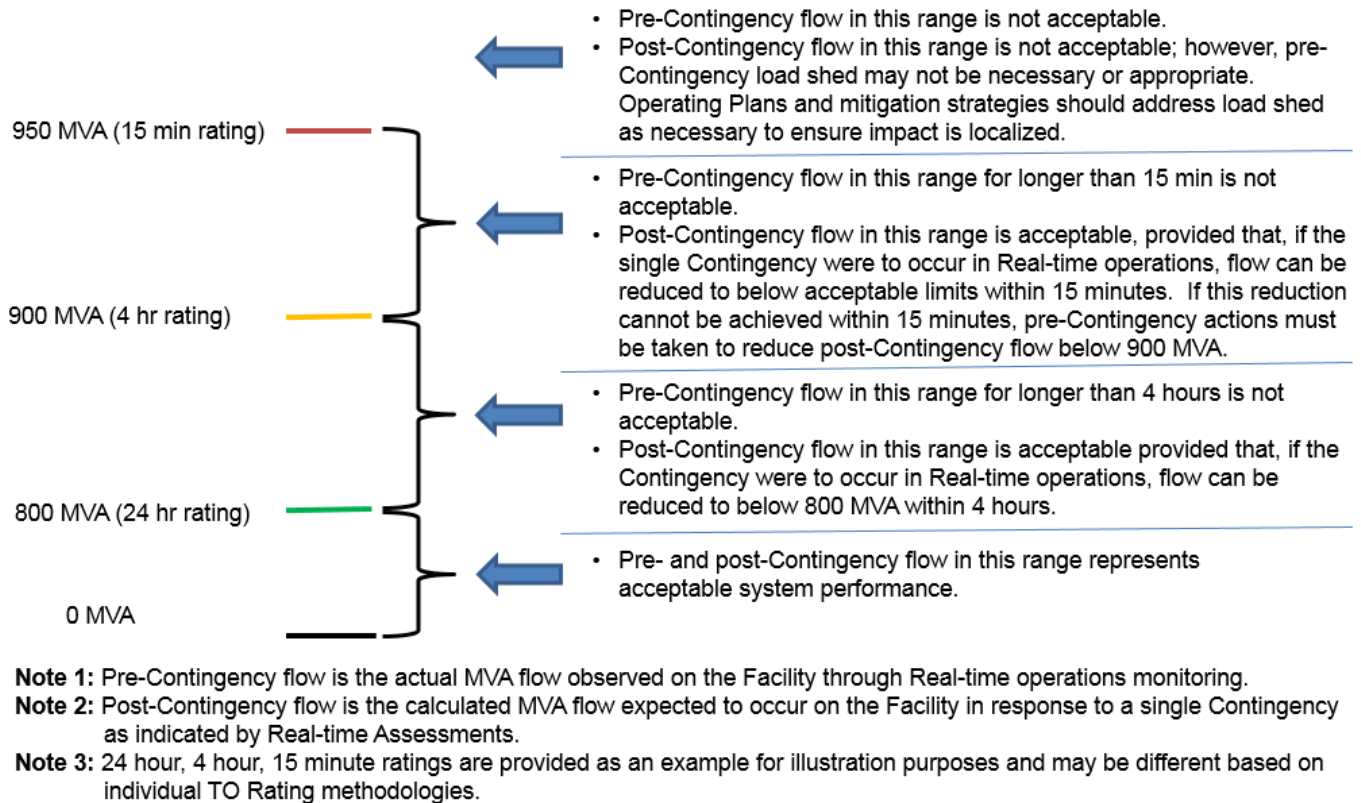 • Pre-Contingency flow in this range is not acceptable.
• Post-Contingency flow in this range is not acceptable; however, pre-
Contingency load shed may not be necessary or appropriate.
Operating Plans and mitigation strategies should address load shed
as necessary to ensure impact is localized.
950 MVA (15 min rating)
• Pre-Contingency flow in this range for longer than 15 min is not
acceptable.
• Post-Contingency flow in this range is acceptable, provided that, if the
single Contingency were to occur in Real-time operations, flow can be
reduced to below acceptable limits within 15 minutes.  If this reduction
cannot be achieved within 15 minutes, pre-Contingency actions must
be taken to reduce post-Contingency flow below 900 MVA.
900 MVA (4 hr rating)
• Pre-Contingency flow in this range for longer than 4 hours is not
acceptable.
• Post-Contingency flow in this range is acceptable provided that, if the
Contingency were to occur in Real-time operations, flow can be
reduced to below 800 MVA within 4 hours.
800 MVA (24 hr rating)
• Pre- and post-Contingency flow in this range represents
acceptable system performance.
0 MVA
Note 1: Pre-Contingency flow is the actual MVA flow observed on the Facility through Real-time operations monitoring.
Note 2: Post-Contingency flow is the calculated MVA flow expected to occur on the Facility in response to a single Contingency
as indicated by Real-time Assessments.
Note 3: 24 hour, 4 hour, 15 minute ratings are provided as an example for illustration purposes and may be different based on
individual TO Rating methodologies.